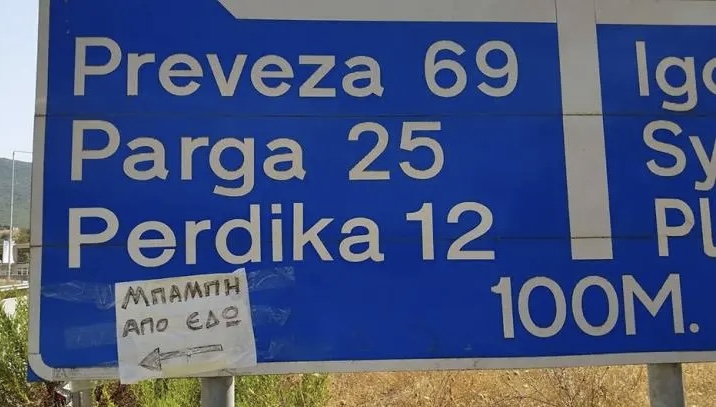 Preveza 69
Parga 25
Perdika 12
100M.
ΜΠΑΜΠΗ
ΑΠΟ ΕΔΩ